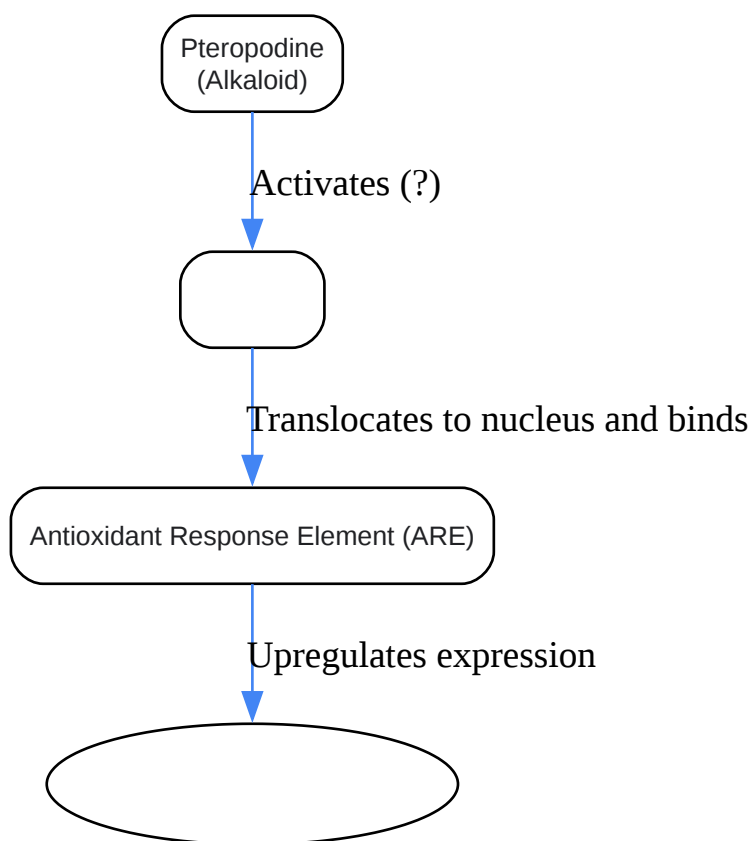 Pteropodine
(Alkaloid)
Activates (?)
Translocates to nucleus and binds
Antioxidant Response Element (ARE)
Upregulates expression